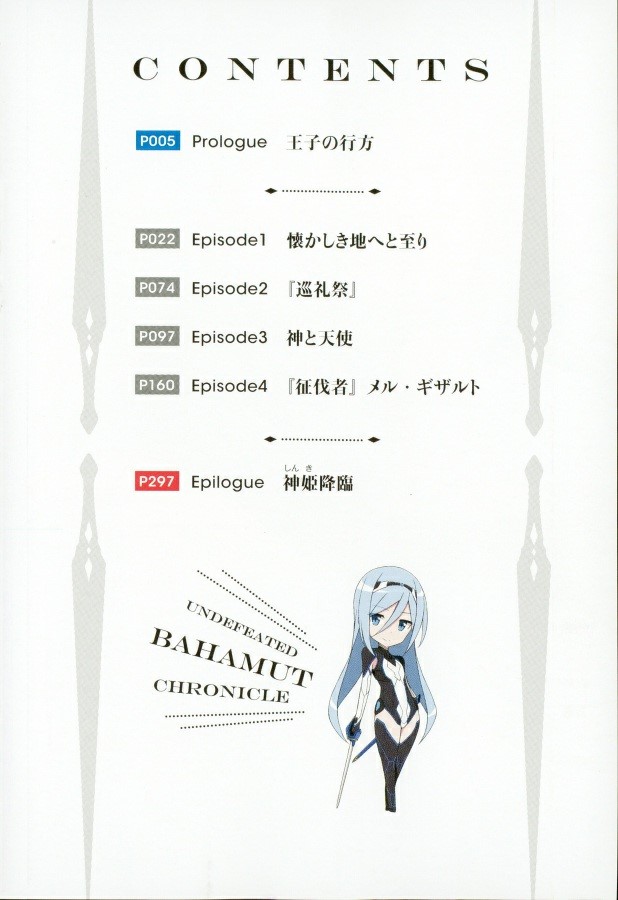 CONTENTS
P005 Prologue 王子の行方
P022 Episode1 懐かしき地へと至り
P074 Episode2 『巡礼祭』
P097 Episode3 神と天使
P160 Episode4 『征伐者』メル・ギザルト
しんき
P297 Epilogue 神姫降臨
UNDEFEATED
BAHAMUT
CHRONICLE